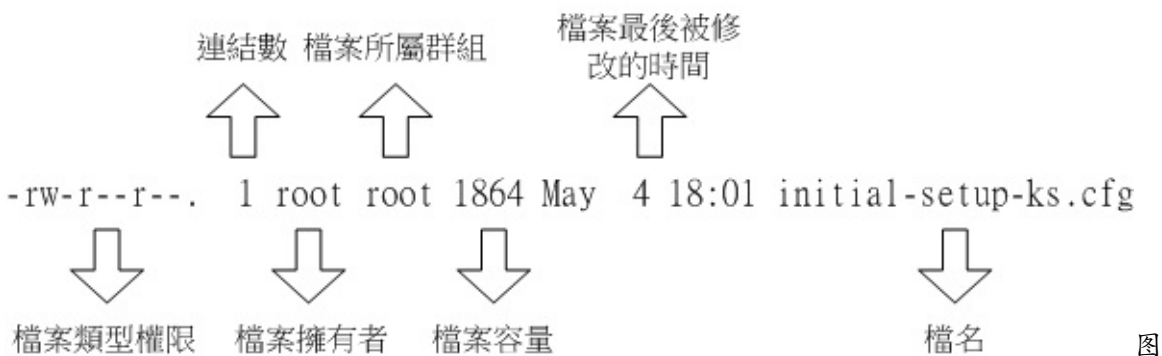 連結數 檔案所屬群組
檔案最後被修
改的時間
-rw-r--r--. 1 root root 1864 May 4 18:01 initial-setup-ks.cfg
檔案類型權限 檔案擁有者 檔案容量 檔名
图